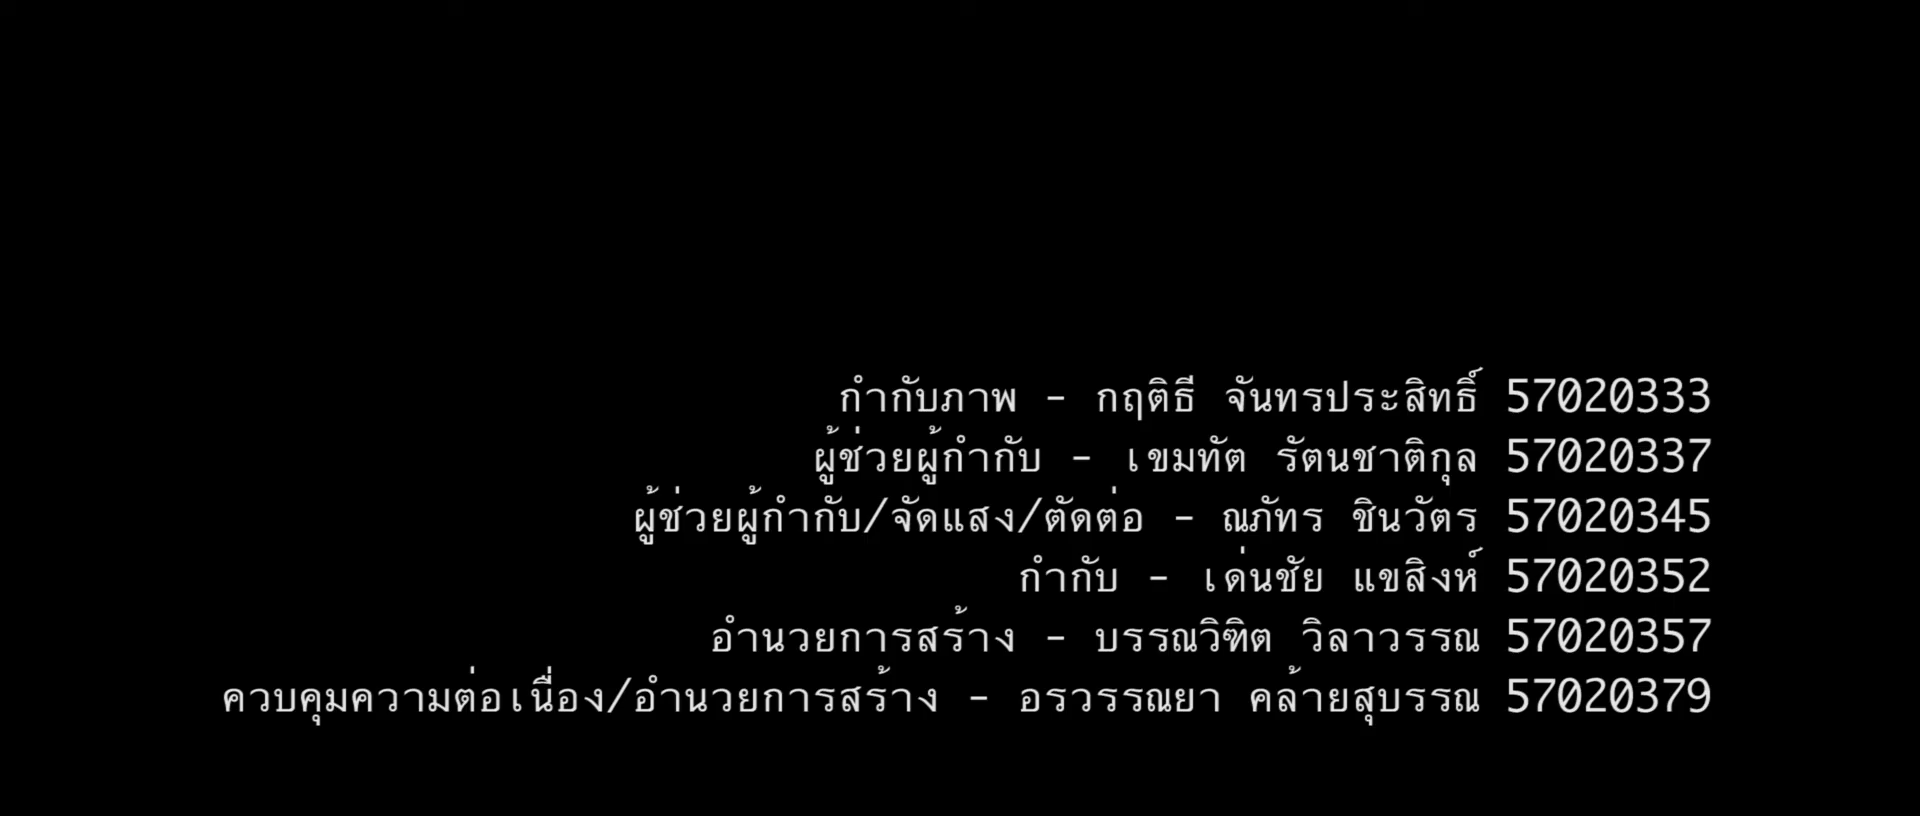 กำกับภาพ - กฤติธี จันทรประสิทธิ์ 57020333
ผู้ช่วยผู้กำกับ - เขมทัต รัตนชาติกุล 57020337
ผู้ช่วยผู้กำกับ/จัดแสง/ตัดต่อ - ณภัทร ชินวัตร 57020345
กำกับ - เด่นชัย แขสิงห์ 57020352
อำนวยการสร้าง - บรรณวิฑิต วิลาวรรณ 57020357
ควบคุมความต่อเนื่อง/อำนวยการสร้าง - อรวรรณยา คล้ายสุบรรณ 57020379